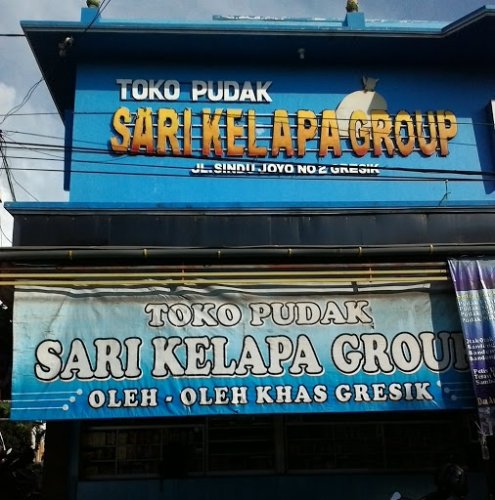 TOKO PUDAK
SARI KELAPA GROUP
JL. SINDU JOYO NO 2 GRESIK
TOKO PUDAK
SARI KELAPA GROUP
OLEH - OLEH KHAS GRESIK